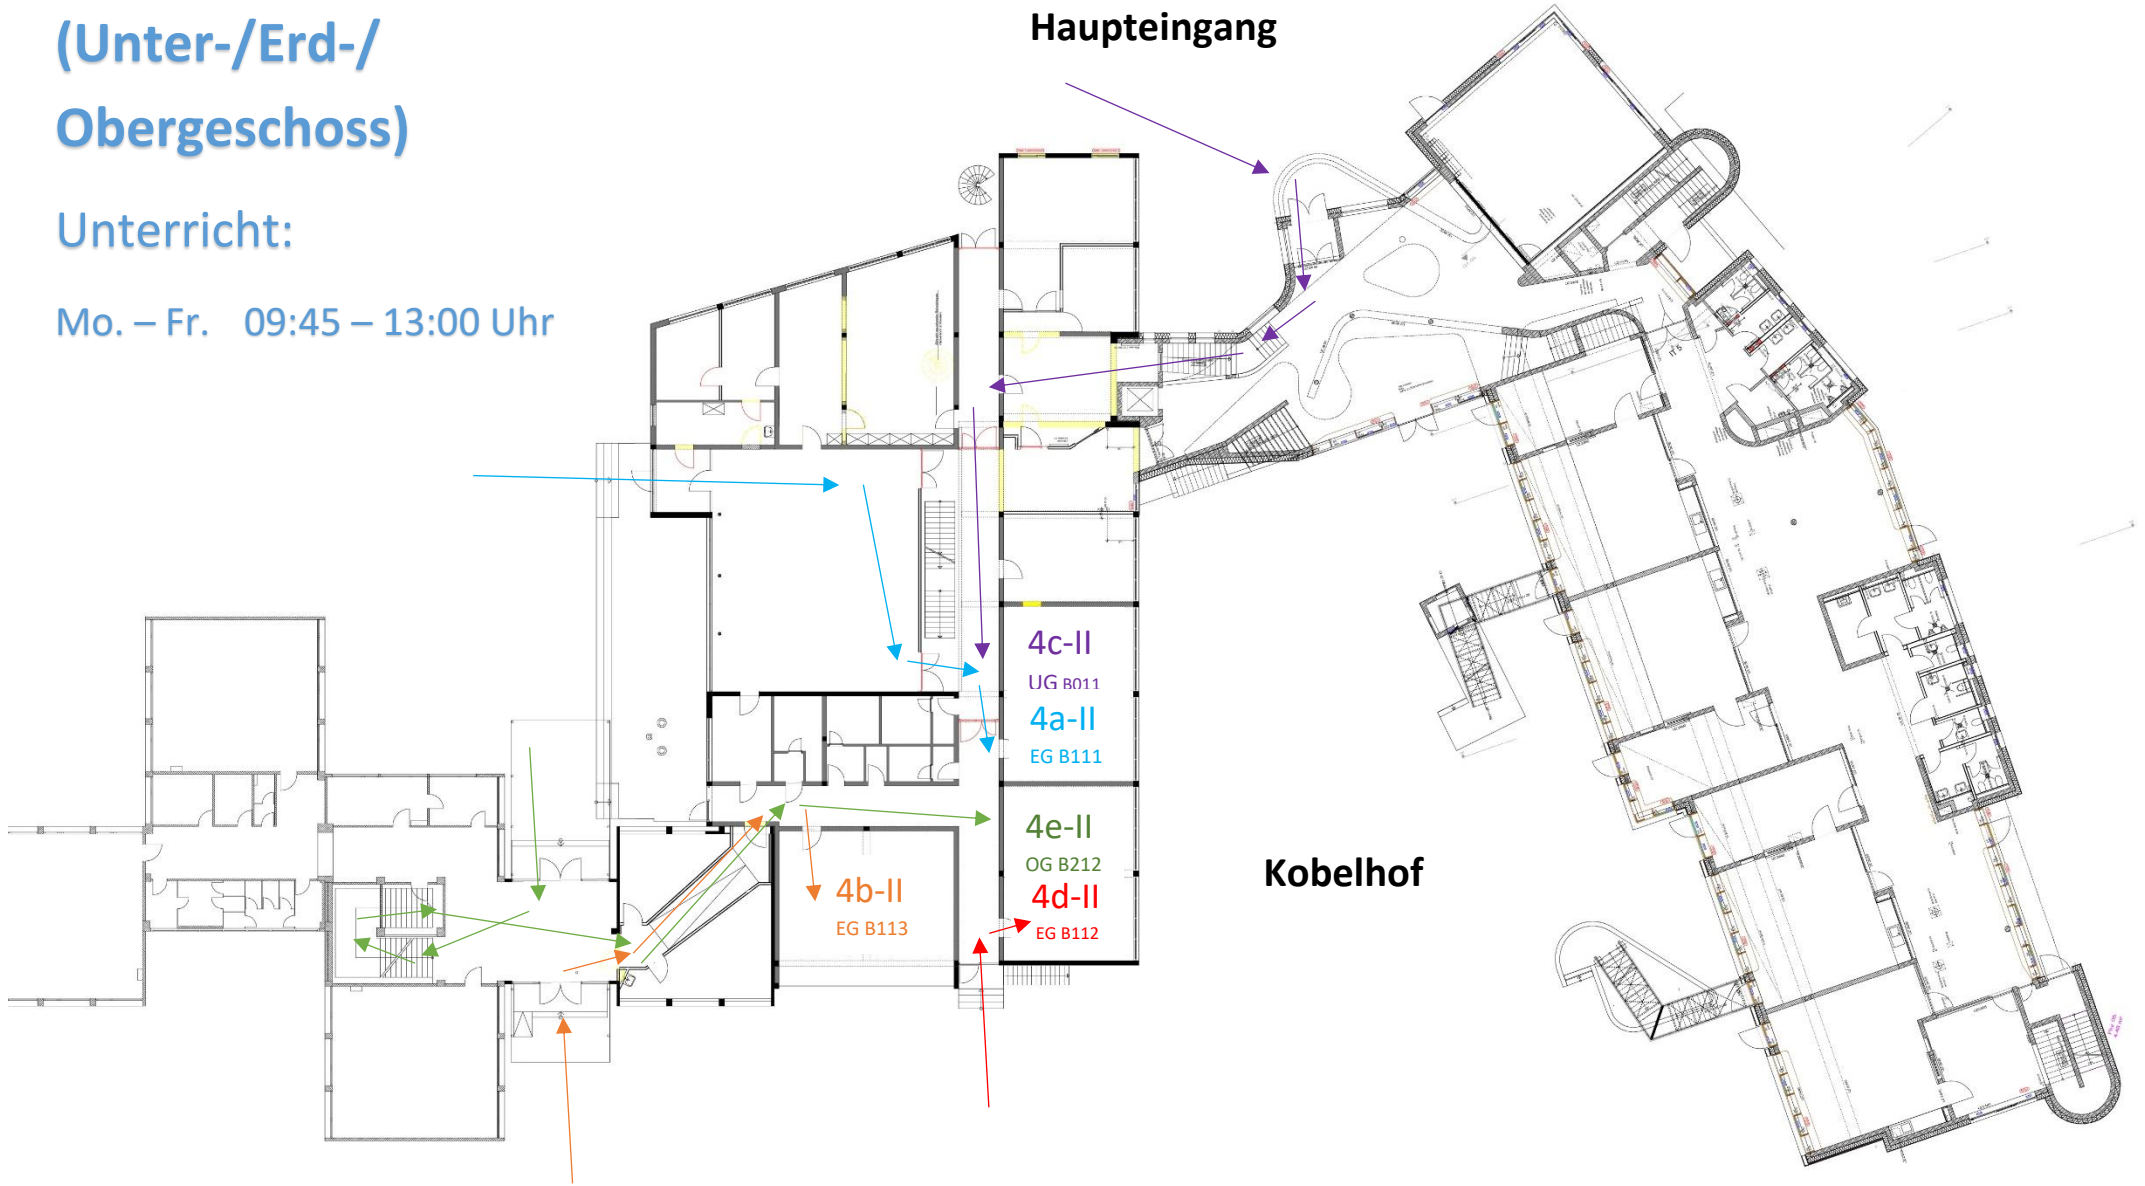 (Unter-/Erd-/
Obergeschoss)
Unterricht:
Mo. – Fr. 09:45 – 13:00 Uhr
Haupteingang
4c-II
UG B011
4a-II
EG B111
4e-II
OG B212
4d-II
EG B112
4b-II
EG B113
Kobelhof